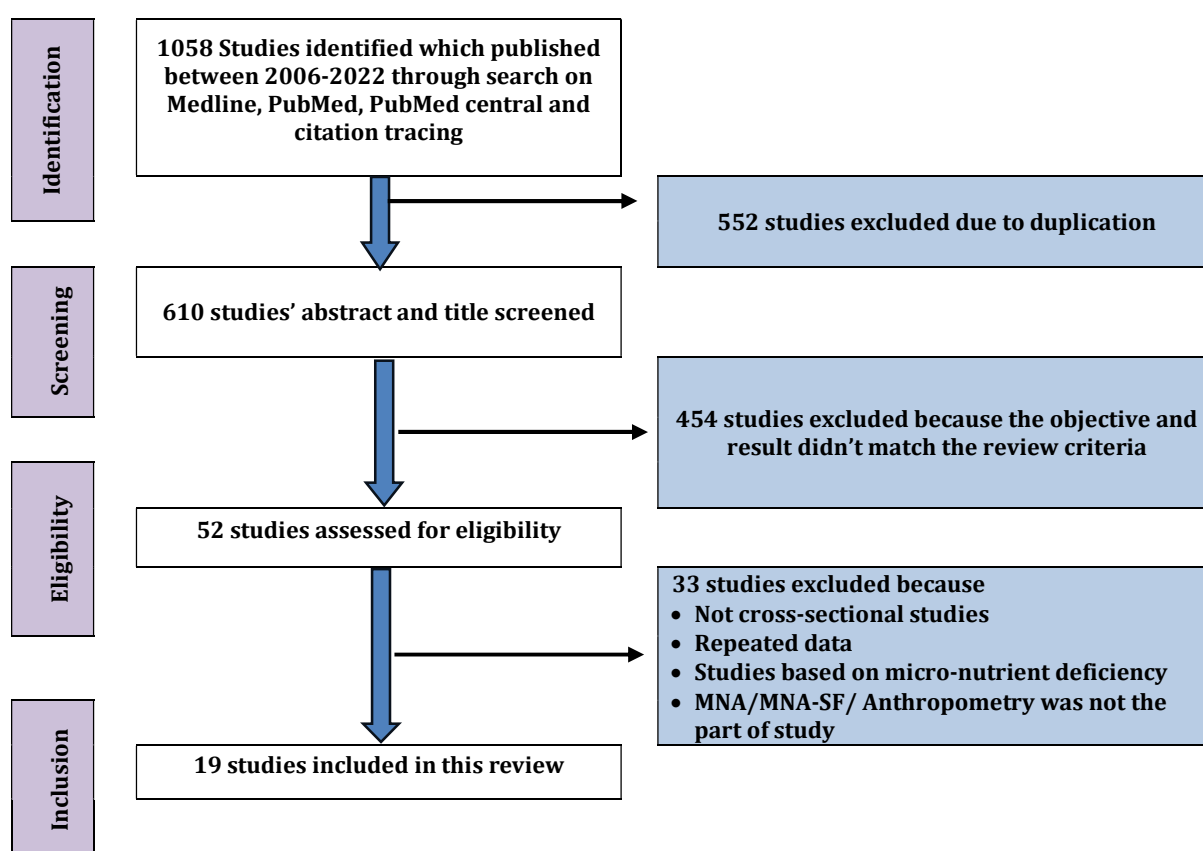 Identification
1058 Studies identified which published
between 2006-2022 through search on
Medline, PubMed, PubMed central and
citation tracing
552 studies excluded due to duplication
Screening
610 studies’ abstract and title screened
454 studies excluded because the objective and
result didn’t match the review criteria
Eligibility
52 studies assessed for eligibility
33 studies excluded because
• Not cross-sectional studies
• Repeated data
• Studies based on micro-nutrient deficiency
• MNA/MNA-SF/ Anthropometry was not the
part of study
Inclusion
19 studies included in this review